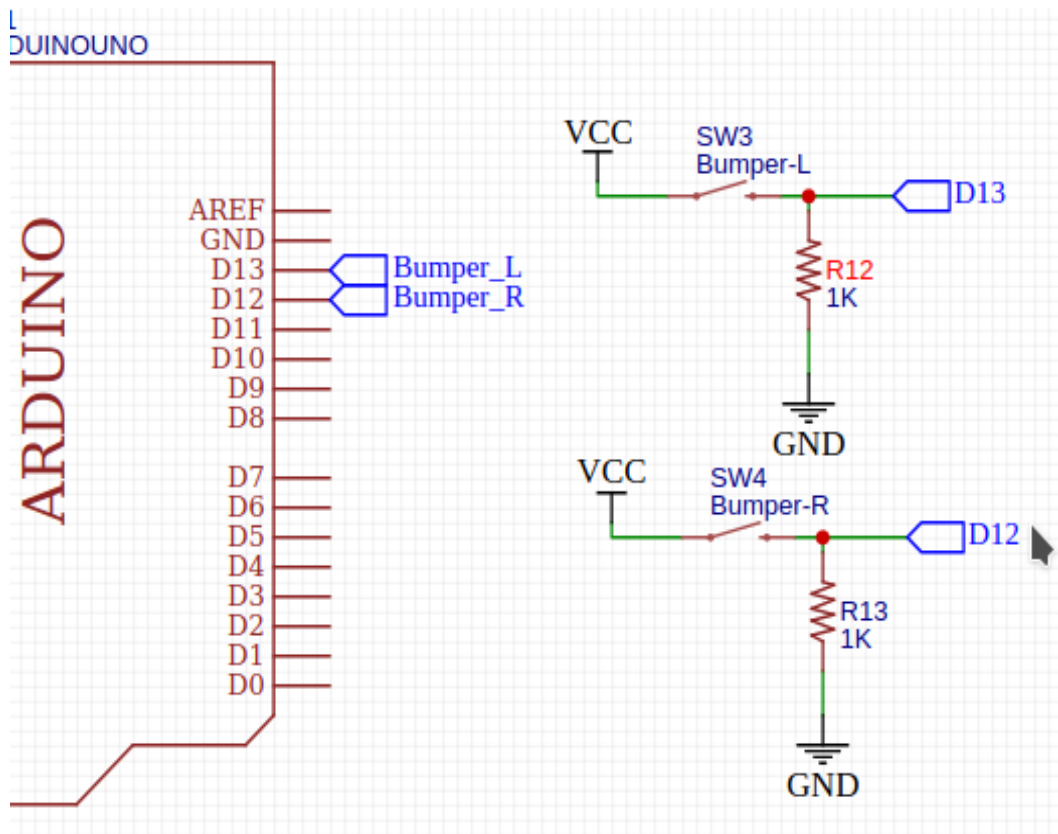 DUINOUNO
ARDUINO
AREF
GND
D13
D12
D11
D10
D9
D8
D7
D6
D5
D4
D3
D2
D1
D0
Bumper_L
Bumper_R
VCC
SW3
Bumper-L
D13
R12
1K
GND
VCC
SW4
Bumper-R
D12
R13
1K
GND